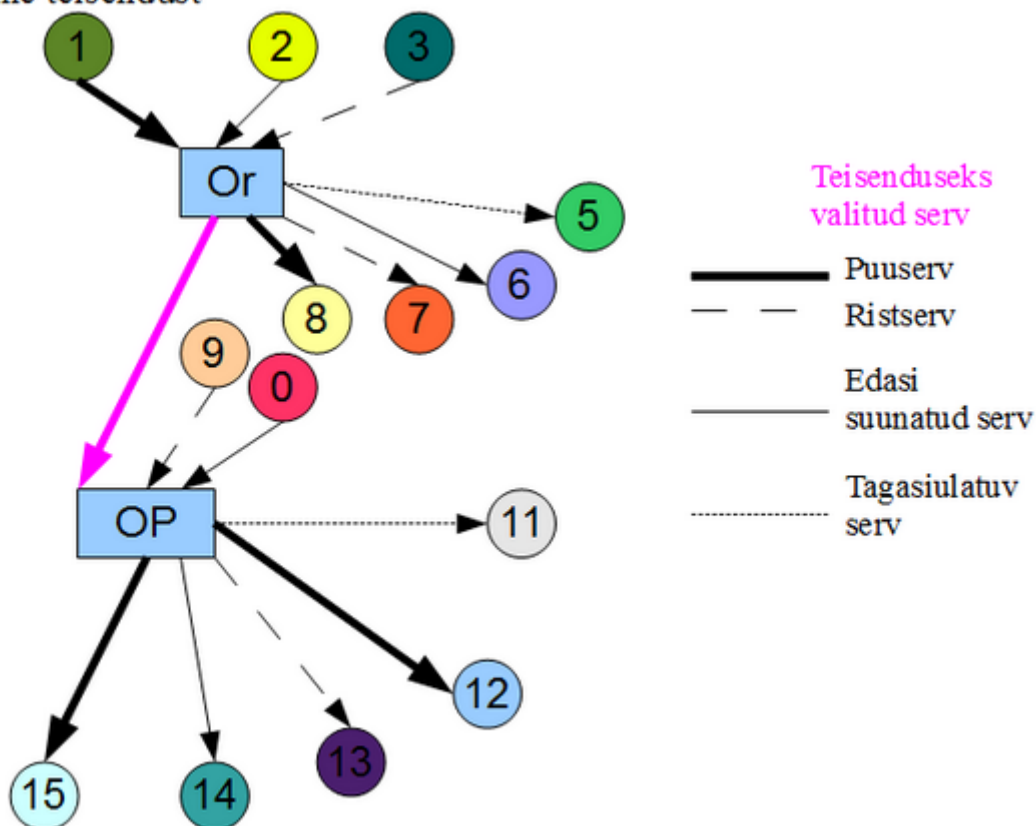 1
2
3
Or
5
6
8
7
9
0
OP
11
12
13
15
14
Teisenduseks
valitud serv
Puuserv
Ristserv
Edasi
suunatud serv
Tagasiulatuv
serv